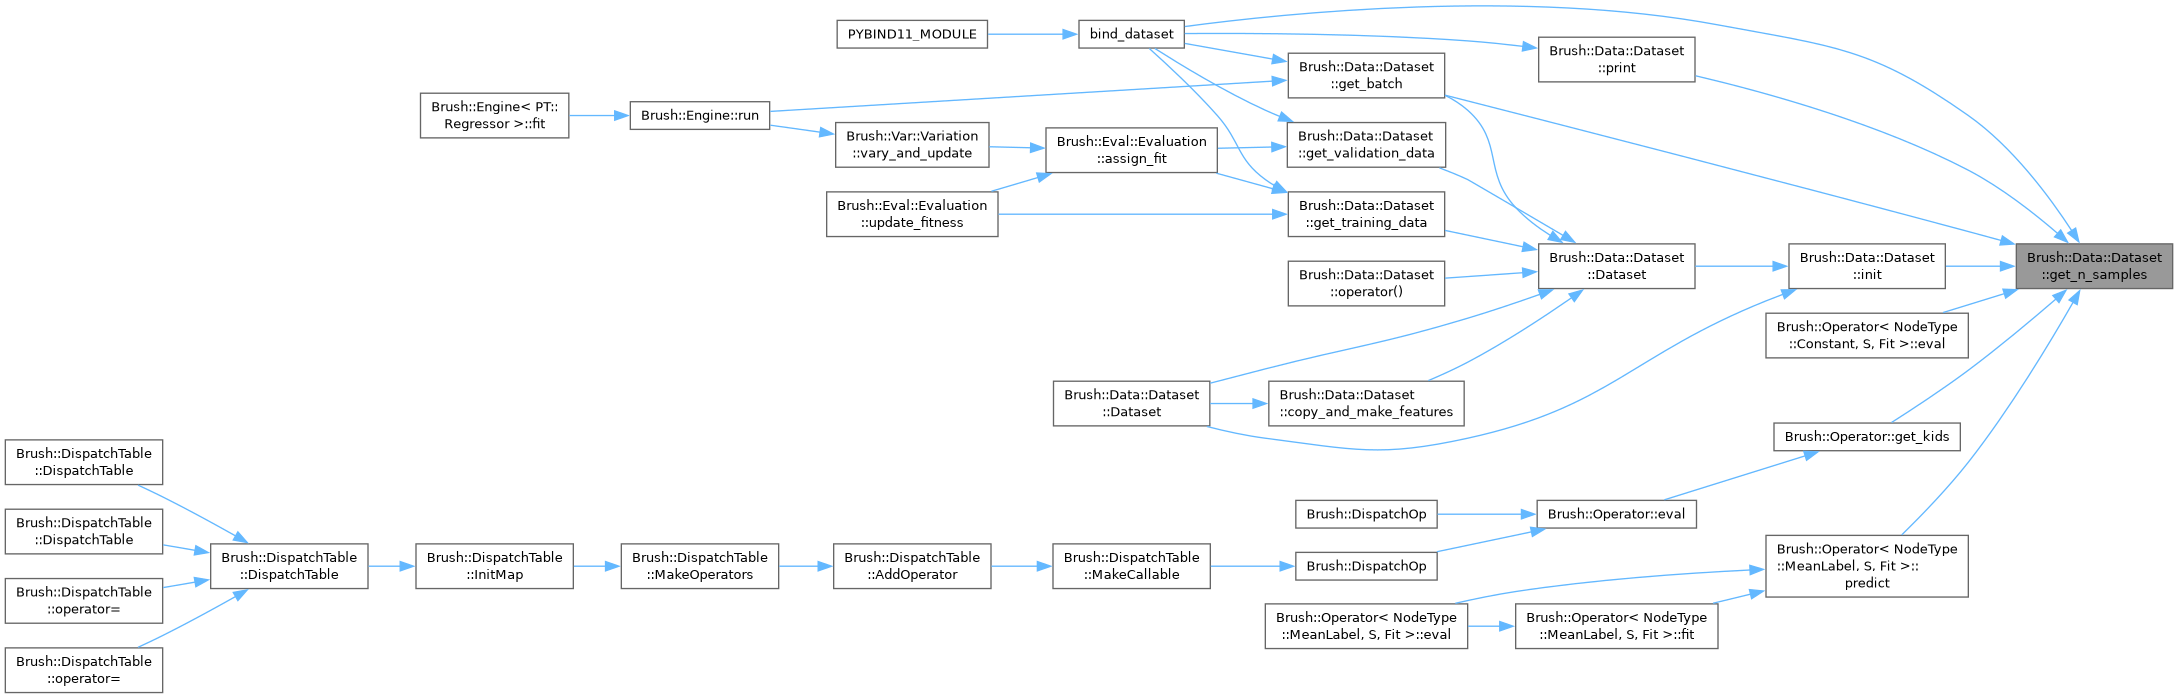 PYBIND11_MODULE
bind_dataset
Brush::Data::Dataset
::print
Brush::Data::Dataset
::get_batch
Brush::Engine< PT::
Regressor >::fit
Brush::Engine::run
Brush::Var::Variation
::vary_and_update
Brush::Eval::Evaluation
::assign_fit
Brush::Data::Dataset
::get_validation_data
Brush::Eval::Evaluation
::update_fitness
Brush::Data::Dataset
::get_training_data
Brush::Data::Dataset
::operator()
Brush::Data::Dataset
::Dataset
Brush::Data::Dataset
::init
Brush::Data::Dataset
::get_n_samples
Brush::Operator< NodeType
::Constant, S, Fit >::eval
Brush::Data::Dataset
::Dataset
Brush::Data::Dataset
::copy_and_make_features
Brush::Operator::get_kids
Brush::DispatchTable
::DispatchTable
Brush::DispatchTable
::DispatchTable
Brush::DispatchTable
::operator=
Brush::DispatchTable
::operator=
Brush::DispatchTable
::DispatchTable
Brush::DispatchTable
::InitMap
Brush::DispatchTable
::MakeOperators
Brush::DispatchTable
::AddOperator
Brush::DispatchTable
::MakeCallable
Brush::DispatchOp
Brush::DispatchOp
Brush::Operator::eval
Brush::Operator< NodeType
::MeanLabel, S, Fit >::
predict
Brush::Operator< NodeType
::MeanLabel, S, Fit >::eval
Brush::Operator< NodeType
::MeanLabel, S, Fit >::fit